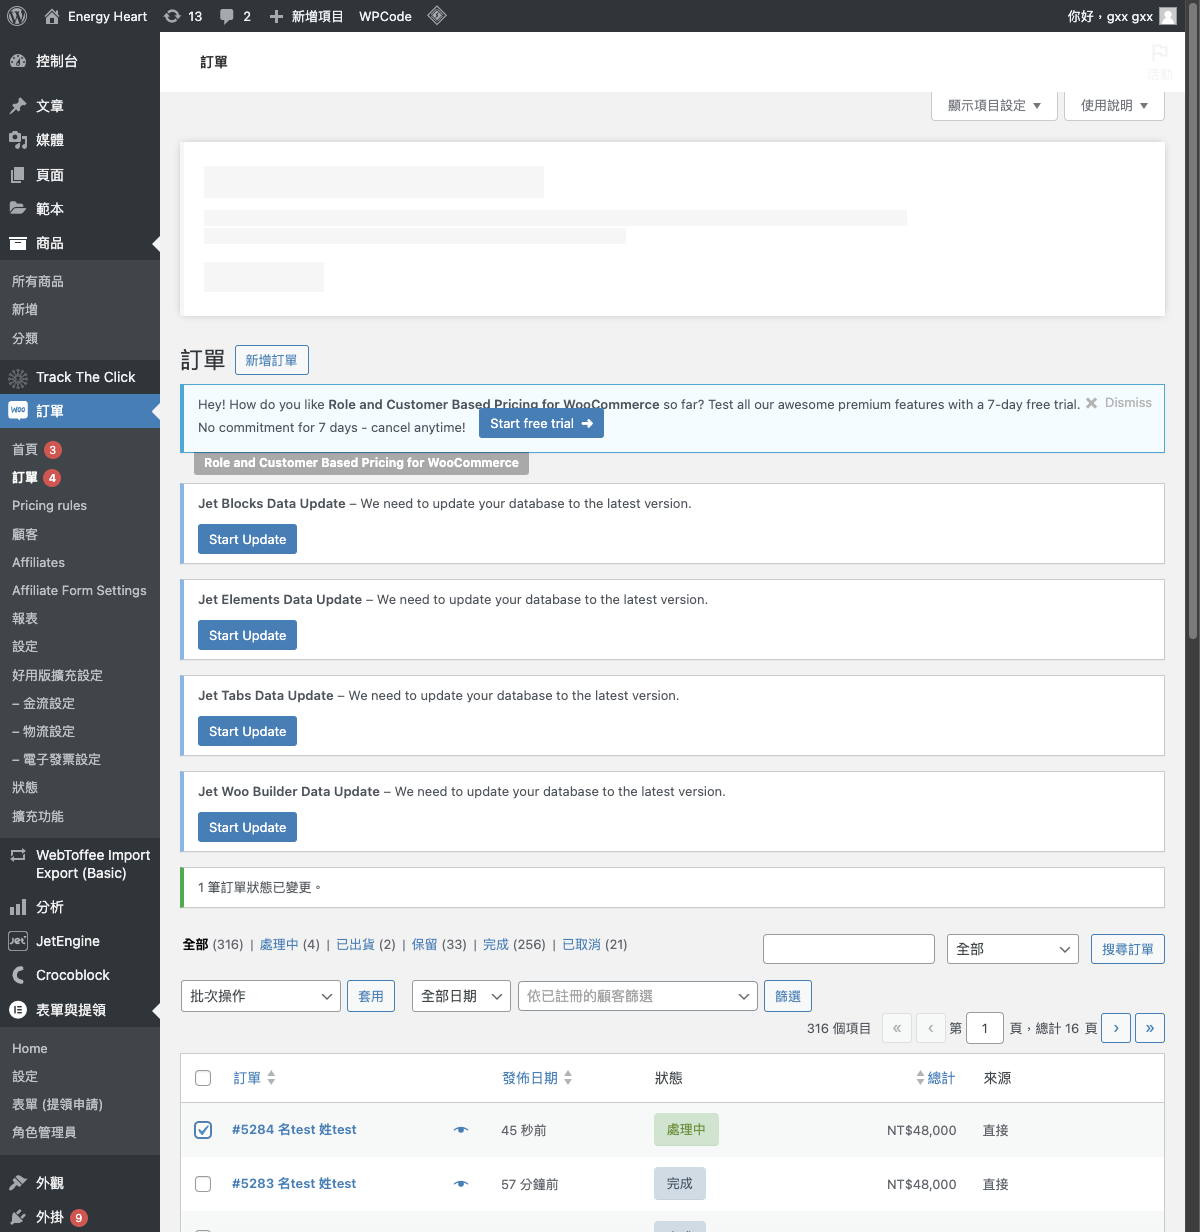 Energy Heart 13 2 新增項目 WPCode 你好，gxx gxx
控制台
文章
媒體
頁面
範本
商品
所有商品
新增
分類
Track The Click
訂單
首頁 3
訂單 4
Pricing rules
顧客
Affiliates
Affiliate Form Settings
報表
設定
好用版擴充設定
– 金流設定
– 物流設定
– 電子發票設定
狀態
擴充功能
WebToffee Import
Export (Basic)
分析
JetEngine
Crocoblock
表單與提領
Home
設定
表單 (提領申請)
角色管理員
外觀
外掛 9
訂單
活動
顯示項目設定 ▼ 使用說明 ▼
訂單 新增訂單
Hey! How do you like Role and Customer Based Pricing for WooCommerce so far? Test all our awesome premium features with a 7-day free trial. Dismiss
No commitment for 7 days - cancel anytime! Start free trial ➜
Role and Customer Based Pricing for WooCommerce
Jet Blocks Data Update – We need to update your database to the latest version.
Start Update
Jet Elements Data Update – We need to update your database to the latest version.
Start Update
Jet Tabs Data Update – We need to update your database to the latest version.
Start Update
Jet Woo Builder Data Update – We need to update your database to the latest version.
Start Update
1 筆訂單狀態已變更。
全部 (316) | 處理中 (4) | 已出貨 (2) | 保留 (33) | 完成 (256) | 已取消 (21)
全部 搜尋訂單
批次操作 套用 全部日期 依已註冊的顧客篩選 篩選
316 個項目 « ‹ 第 1 頁，總計 16 頁 › »
訂單 發佈日期 狀態 總計 來源
#5284 名test 姓test 45 秒前 處理中 NT$48,000 直接
#5283 名test 姓test 57 分鐘前 完成 NT$48,000 直接